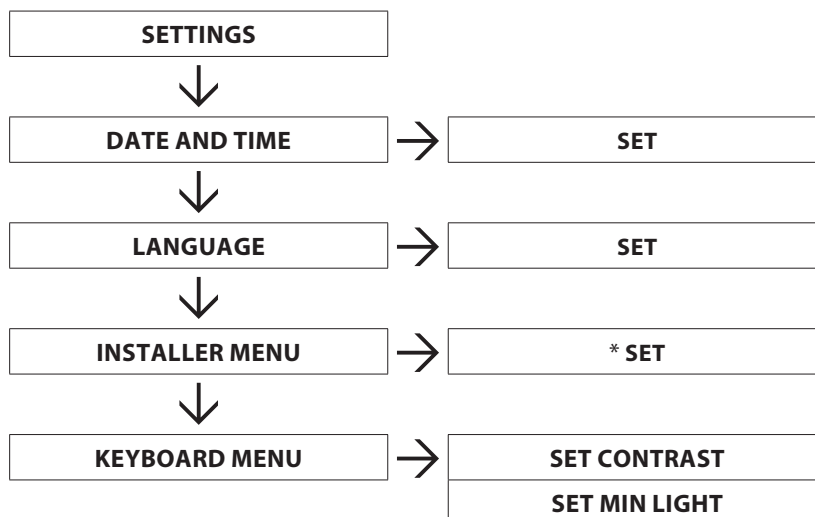 SETTINGS
DATE AND TIME
SET
LANGUAGE
SET
INSTALLER MENU
* SET
KEYBOARD MENU
SET CONTRAST
SET MIN LIGHT